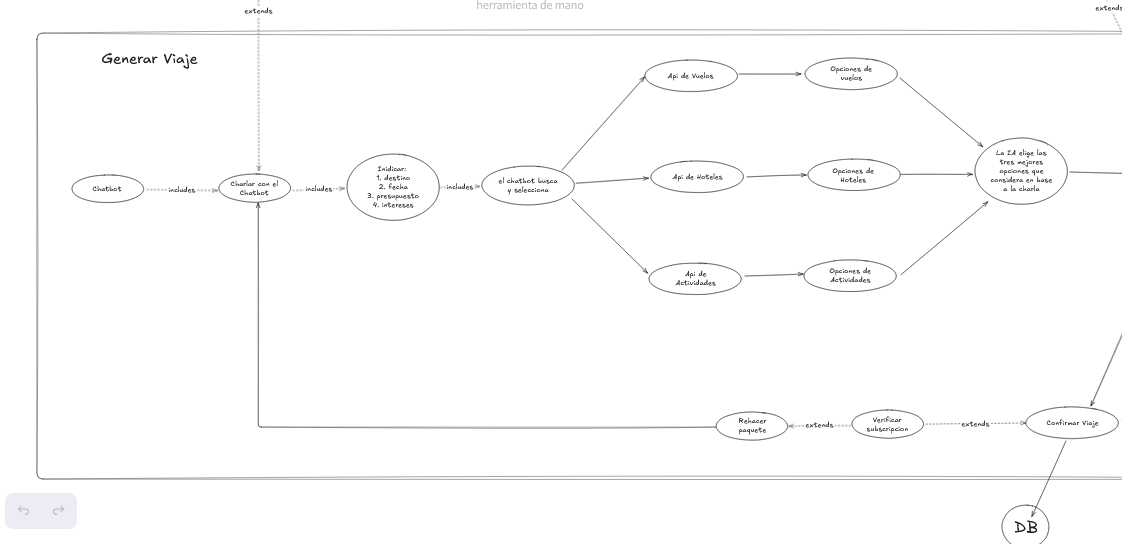 herramienta de mano
extends
extends
Generar Viaje
Api de Vuelos
Opciones de
vuelos
Chatbot
includes
Charlar con el
Chatbot
includes
Inidicar:
1. destino
2. fecha
3. presupuesto
4. intereses
includes
el chatbot busca
y selecciona
Api de Hoteles
Opciones de
Hoteles
La IA elige las
tres mejores
opciones que
considera en base
a la charla
Api de
Actividades
Opciones de
Actividades
Rehacer
paquete
extends
Verificar
subscripcion
extends
Confirmar Viaje
DB